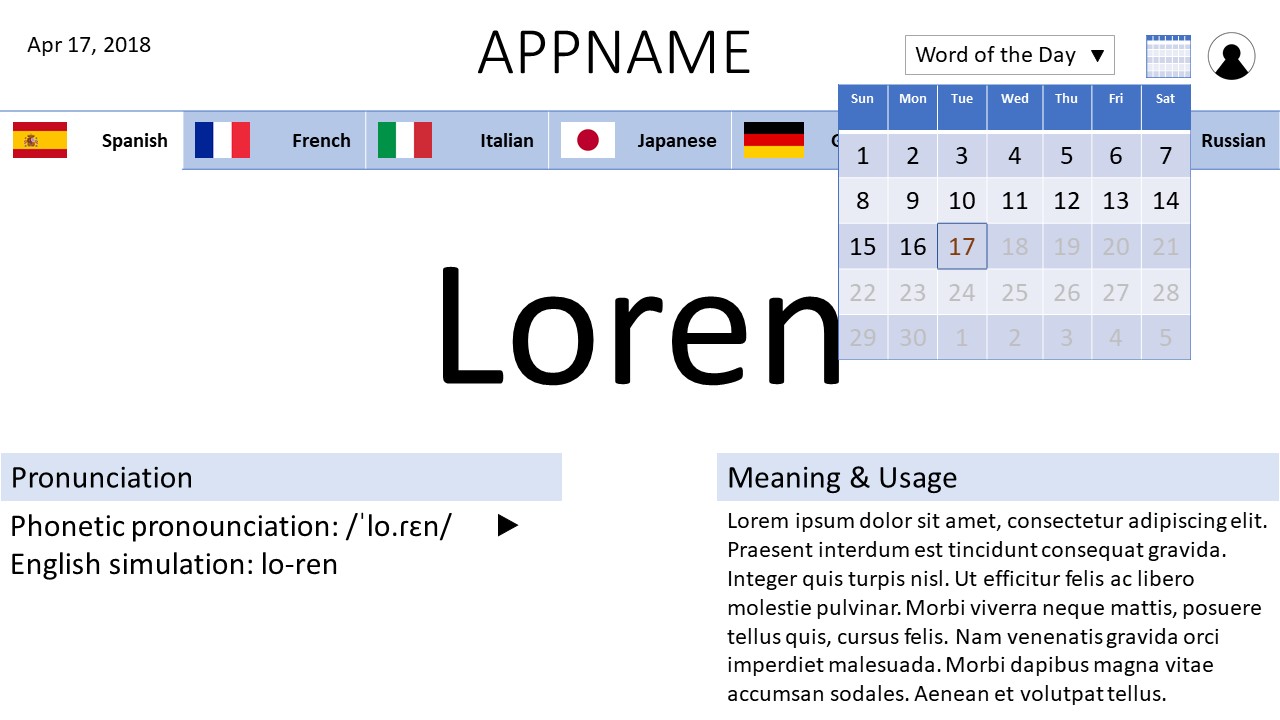 Apr 17, 2018
APPNAME
Word of the Day ▼
Sun Mon Tue Wed Thu Fri Sat
Spanish French Italian Japanese Russian
1 2 3 4 5 6 7
8 9 10 11 12 13 14
15 16 17 18 19 20 21
22 23 24 25 26 27 28
29 30 1 2 3 4 5
Loren
Pronunciation
Phonetic pronounciation: /ˈlo.ɾɛn/
English simulation: lo-ren
Meaning & Usage
Lorem ipsum dolor sit amet, consectetur adipiscing elit.
Praesent interdum est tincidunt consequat gravida.
Integer quis turpis nisl. Ut efficitur felis ac libero
molestie pulvinar. Morbi viverra neque mattis, posuere
tellus quis, cursus felis. Nam venenatis gravida orci
imperdiet malesuada. Morbi dapibus magna vitae
accumsan sodales. Aenean et volutpat tellus.